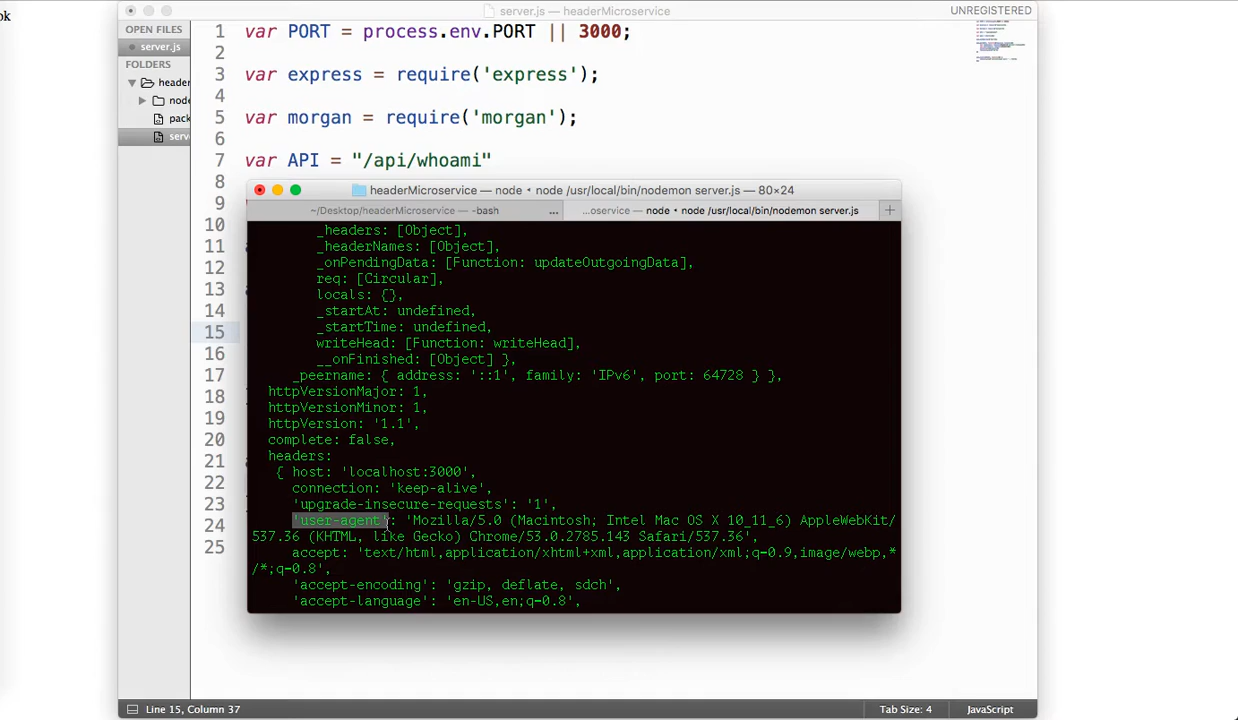 ok
server.js — headerMicroservice
UNREGISTERED
OPEN FILES
server.js
FOLDERS
header
node
pack
serv
1 var PORT = process.env.PORT || 3000;
2
3 var express = require('express');
4
5 var morgan = require('morgan');
6
7 var API = "/api/whoami"
8
9
10
11
12
13
14
15
16
17
18
19
20
21
22
23
24
25
headerMicroservice — node • node /usr/local/bin/nodemon server.js — 80×24
~/Desktop/headerMicroservice — -bash ... ...oservice — node • node /usr/local/bin/nodemon server.js +
_headers: [Object],
_headerNames: [Object],
_onPendingData: [Function: updateOutgoingData],
req: [Circular],
locals: {},
_startAt: undefined,
_startTime: undefined,
writeHead: [Function: writeHead],
__onFinished: [Object] },
_peername: { address: '::1', family: 'IPv6', port: 64728 } },
httpVersionMajor: 1,
httpVersionMinor: 1,
httpVersion: '1.1',
complete: false,
headers:
{ host: 'localhost:3000',
connection: 'keep-alive',
'upgrade-insecure-requests': '1',
'user-agent': 'Mozilla/5.0 (Macintosh; Intel Mac OS X 10_11_6) AppleWebKit/
537.36 (KHTML, like Gecko) Chrome/53.0.2785.143 Safari/537.36',
accept: 'text/html,application/xhtml+xml,application/xml;q=0.9,image/webp,*
/*;q=0.8',
'accept-encoding': 'gzip, deflate, sdch',
'accept-language': 'en-US,en;q=0.8',
Line 15, Column 37
Tab Size: 4
JavaScript